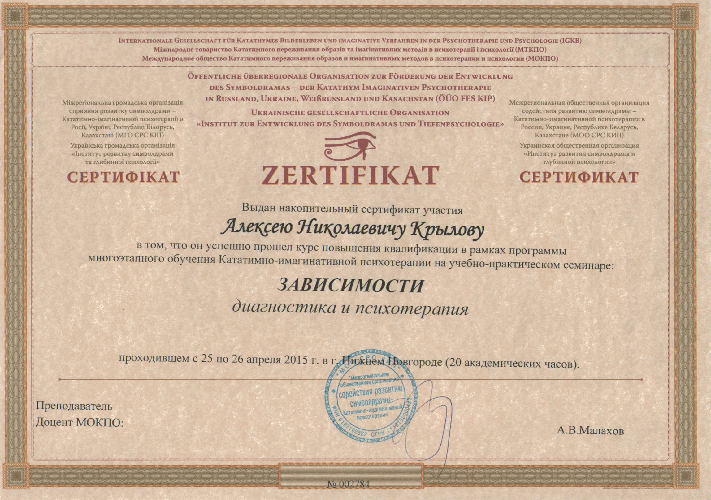 Internationale Gesellschaft für Katathymes Bilderleben und imaginative Verfahren in der Psychotherapie und Psychologie (IGKB)
Міжнародне товариство Кататимного переживання образів та імагінативних методів в психотерапії і психології (МТКПО)
Международное общество Кататимного переживания образов и имагинативных методов в психотерапии и психологии (МОКПО)
Öffentliche überregionale Organisation zur Förderung der Entwicklung
des Symboldramas – der Katathym Imaginativen Psychotherapie
in Russland, Ukraine, Weißrussland und Kasachstan (ÖÜO FES KIP)
Ukrainische gesellschaftliche Organisation
«Institut zur Entwicklung des Symboldramas und Tiefenpsychologie»
Міжрегіональна громадська організація
сприяння розвитку символдрами –
Кататимно-імагінативної психотерапії в
Росії, Україні, Республіці Білорусь,
Казахстані (МГО СРС КІП)
Українська громадська організація
«Інститут розвитку символдрами
та глибинної психології»
СЕРТИФІКАТ
ZERTIFIKAT
Межрегиональная общественная организация
содействия развитию символдрамы –
Кататимно-имагинативной психотерапии в
России, Украине, Республике Беларусь,
Казахстане (МОО СРС КИП)
Украинская общественная организация
«Институт развития символдрамы и
глубинной психологии»
СЕРТИФИКАТ
Выдан накопительный сертификат участия
Алексею Николаевичу Крылову
в том, что он успешно прошел курс повышения квалификации в рамках программы
многоэтапного обучения Кататимно-имагинативной психотерапии на учебно-практическом семинаре:
ЗАВИСИМОСТИ
диагностика и психотерапия
проходившем с 25 по 26 апреля 2015 г. в г. Нижнем Новгороде (20 академических часов).
содействия развитию
символдрамы-
Преподаватель
Доцент МОКПО:
А.В.Малахов
№ 002784